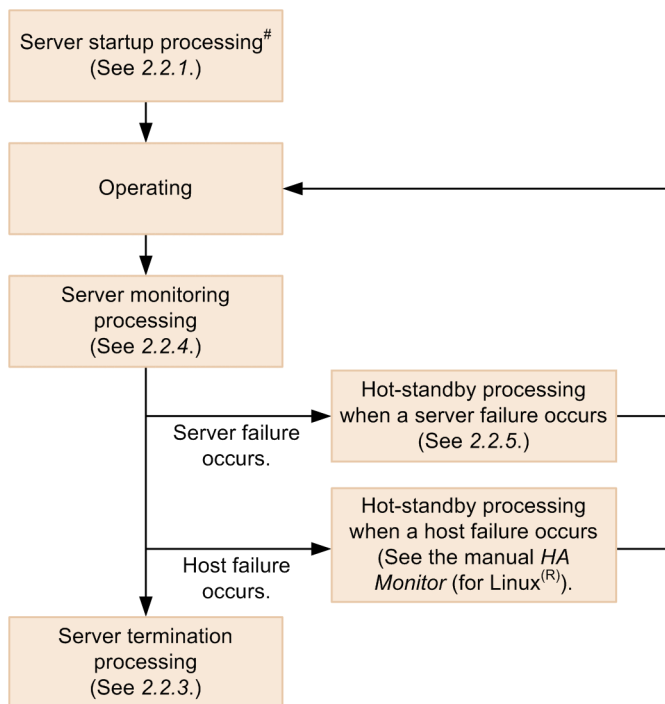 Server startup processing#
(See 2.2.1.)
Operating
Server monitoring
processing
(See 2.2.4.)
Server failure
occurs.
Hot-standby processing
when a server failure occurs
(See 2.2.5.)
Host failure
occurs.
Hot-standby processing
when a host failure occurs
(See the manual HA
Monitor (for Linux(R)).
Server termination
processing
(See 2.2.3.)